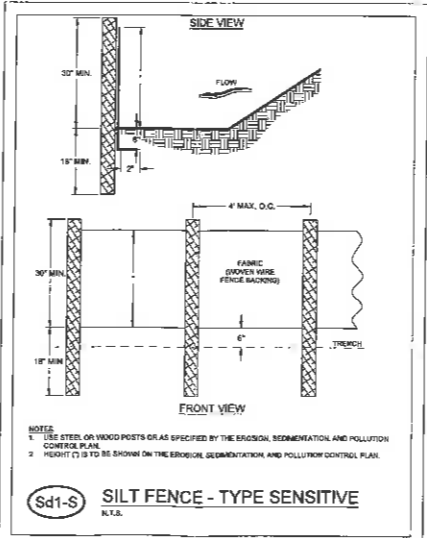 SIDE VIEW
30" MIN.
FLOW
6"
18" MIN.
2"
4' MAX. O.C.
FABRIC
(WOVEN WIRE
FENCE BACKING)
30" MIN.
6"
TRENCH
18" MIN
FRONT VIEW
NOTES
1. USE STEEL OR WOOD POSTS OR AS SPECIFIED BY THE EROSION, SEDIMENTATION, AND POLLUTION
CONTROL PLAN.
2 HEIGHT (*) IS TO BE SHOWN ON THE EROSION, SEDIMENTATION, AND POLLUTION CONTROL PLAN.
Sd1-S
SILT FENCE - TYPE SENSITIVE
N.T.S.